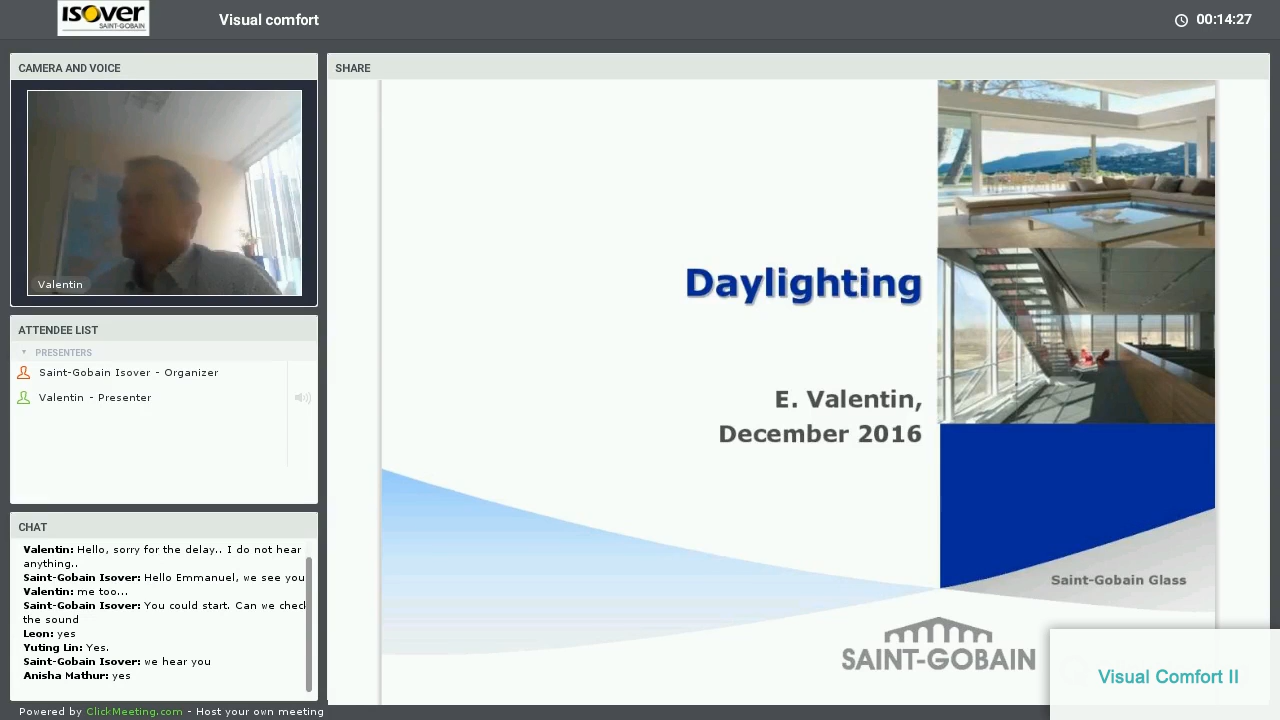 isover
SAINT-GOBAIN
Visual comfort
00:14:27
CAMERA AND VOICE
Valentin
ATTENDEE LIST
PRESENTERS
Saint-Gobain Isover - Organizer
Valentin - Presenter
CHAT
Valentin: Hello, sorry for the delay.. I do not hear
anything..
Saint-Gobain Isover: Hello Emmanuel, we see you
Valentin: me too...
Saint-Gobain Isover: You could start. Can we check
the sound
Leon: yes
Yuting Lin: Yes.
Saint-Gobain Isover: we hear you
Anisha Mathur: yes
Powered by ClickMeeting.com - Host your own meeting
SHARE
Daylighting
E. Valentin,
December 2016
Saint-Gobain Glass
SAINT-GOBAIN
Visual Comfort II